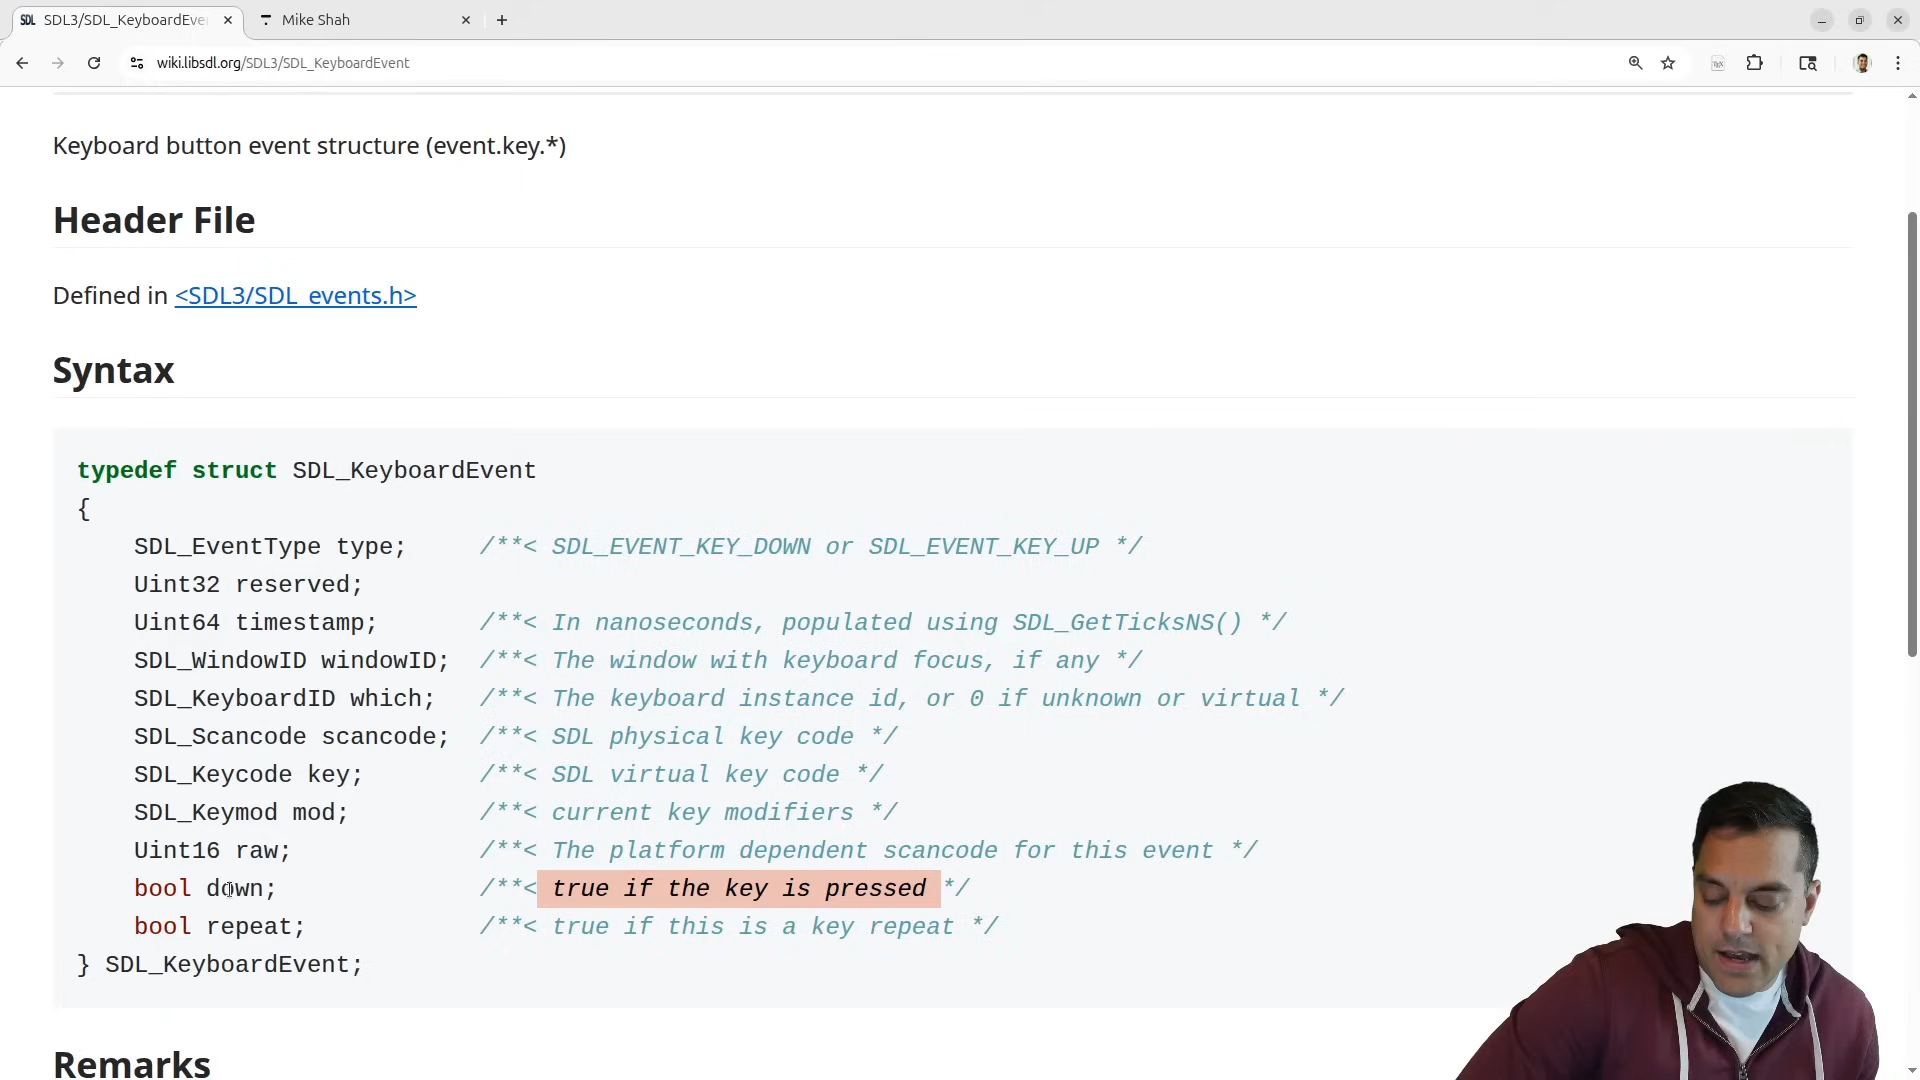 SDL SDL3/SDL_KeyboardEve
Mike Shah
wiki.libsdl.org/SDL3/SDL_KeyboardEvent
Keyboard button event structure (event.key.*)
Header File
Defined in <SDL3/SDL_events.h>
Syntax
typedef struct SDL_KeyboardEvent
{
SDL_EventType type; /**< SDL_EVENT_KEY_DOWN or SDL_EVENT_KEY_UP */
Uint32 reserved;
Uint64 timestamp; /**< In nanoseconds, populated using SDL_GetTicksNS() */
SDL_WindowID windowID; /**< The window with keyboard focus, if any */
SDL_KeyboardID which; /**< The keyboard instance id, or 0 if unknown or virtual */
SDL_Scancode scancode; /**< SDL physical key code */
SDL_Keycode key; /**< SDL virtual key code */
SDL_Keymod mod; /**< current key modifiers */
Uint16 raw; /**< The platform dependent scancode for this event */
bool down; /**< true if the key is pressed */
bool repeat; /**< true if this is a key repeat */
} SDL_KeyboardEvent;
Remarks